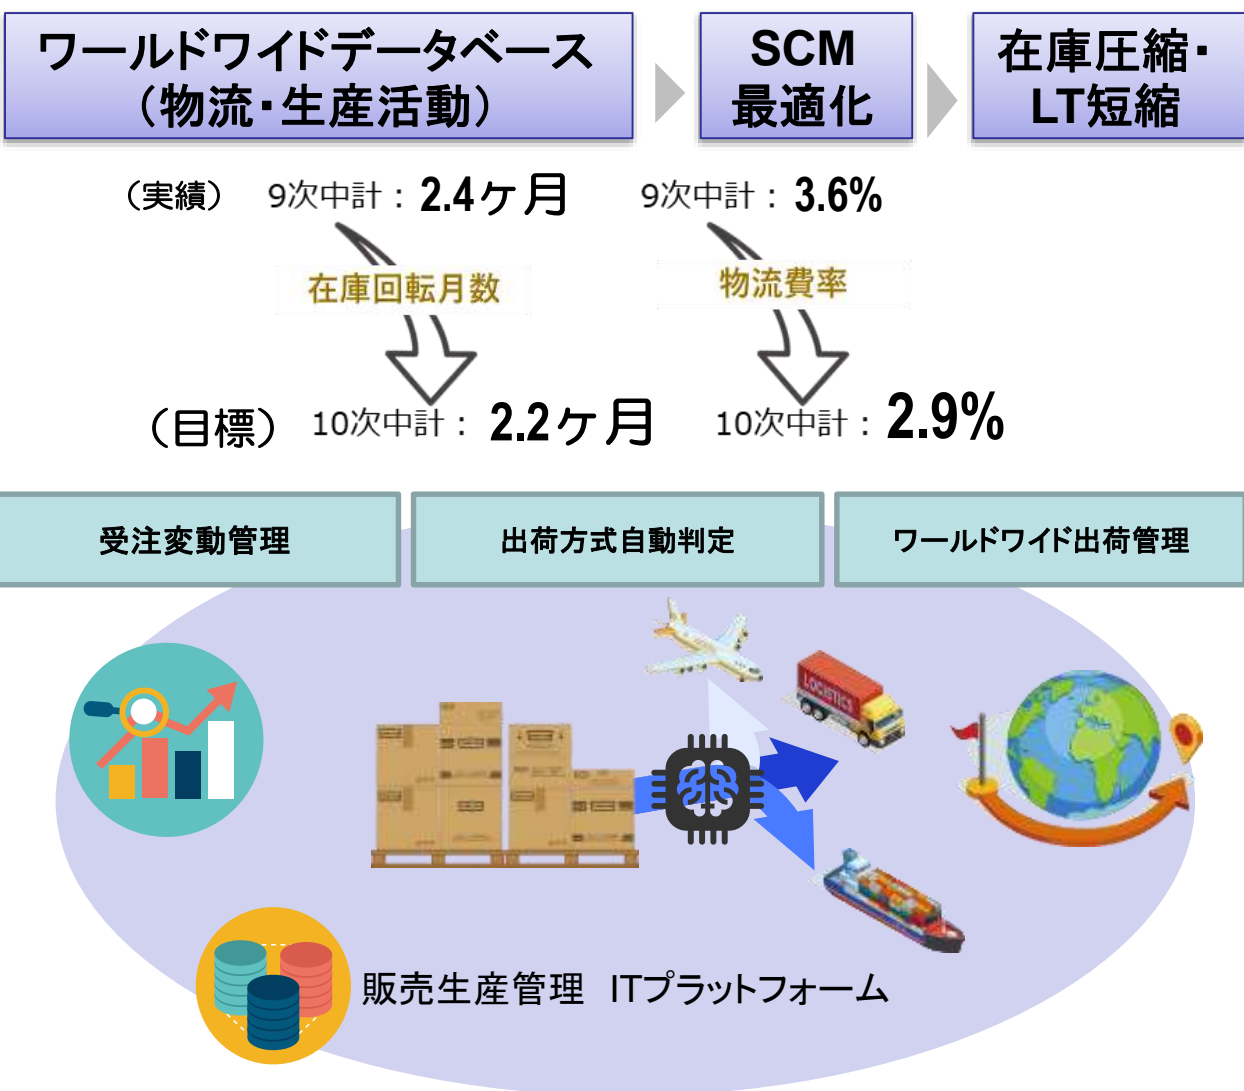 ワールドワイドデータベース
（物流・生産活動）
SCM
最適化
在庫圧縮・
LT短縮
（実績） 9次中計： 2.4ヶ月 9次中計： 3.6%
在庫回転月数 物流費率
（目標） 10次中計： 2.2ヶ月 10次中計： 2.9%
受注変動管理
出荷方式自動判定
ワールドワイド出荷管理
LOGISTICS
販売生産管理 ITプラットフォーム